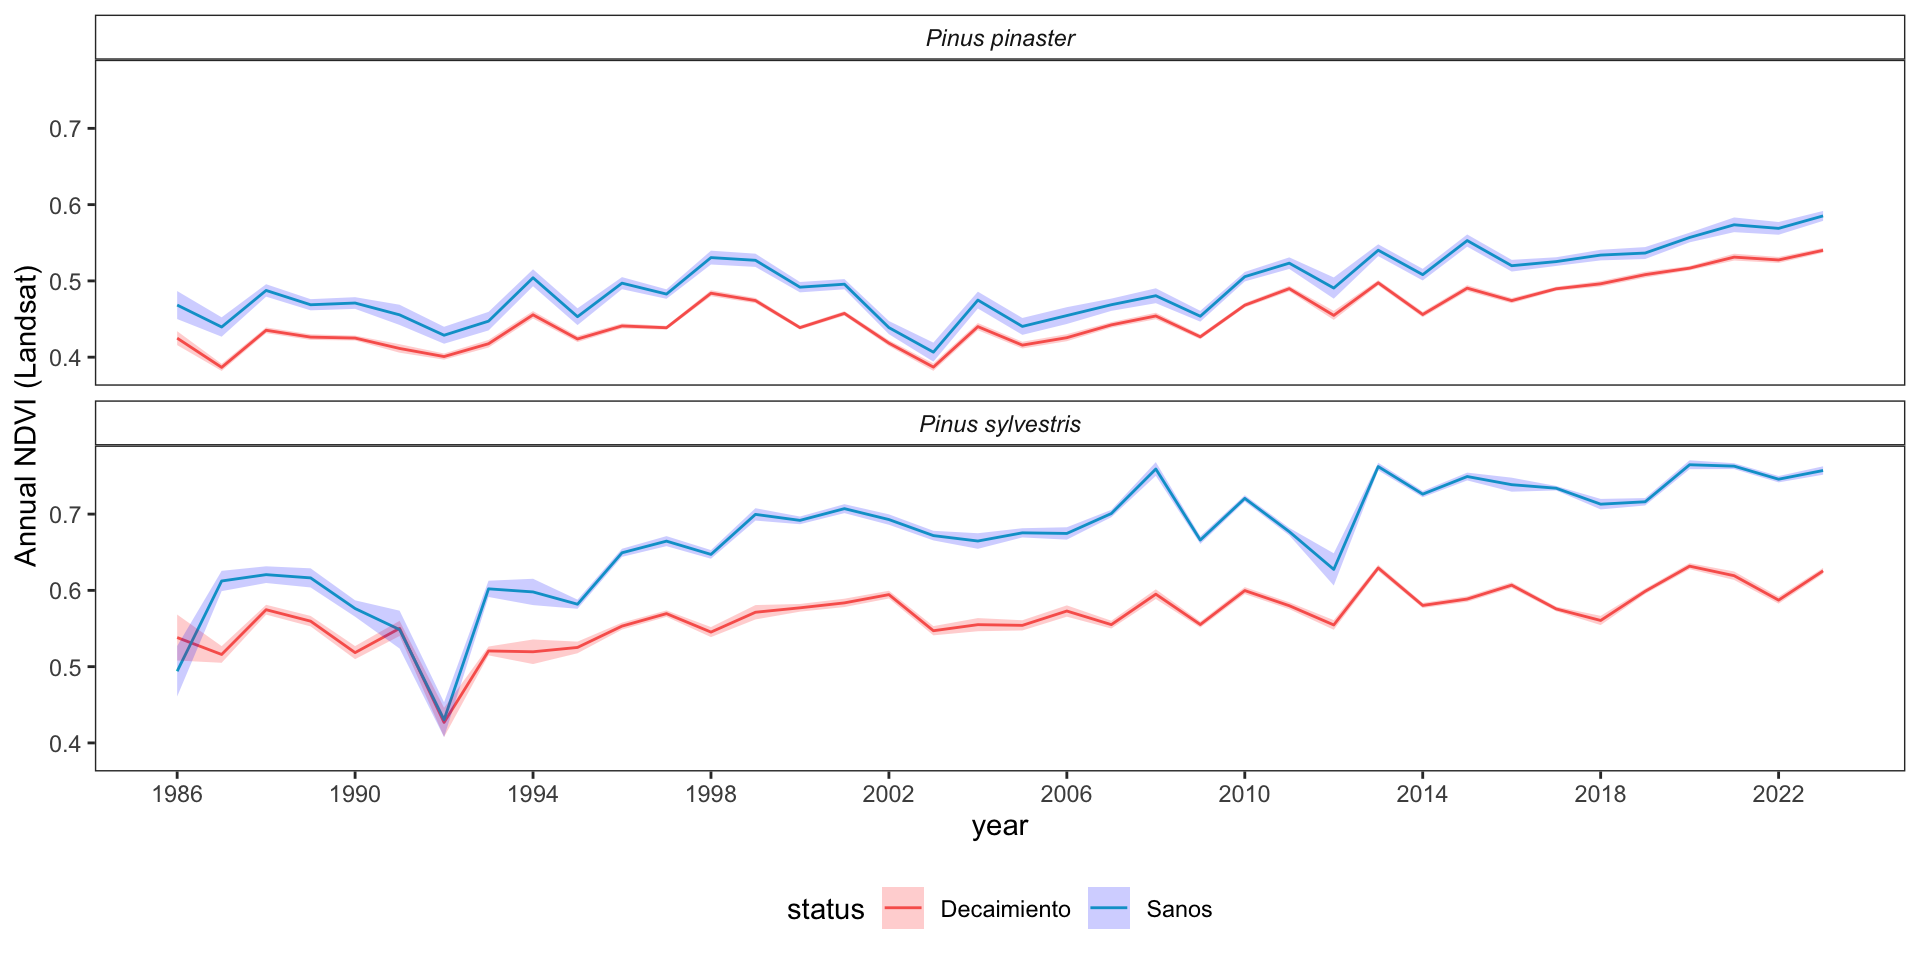 Pinus pinaster
0.7
0.6
0.5
0.4
Annual NDVI (Landsat)
Pinus sylvestris
0.7
0.6
0.5
0.4
1986 1990 1994 1998 2002 2006 2010 2014 2018 2022
year
status Decaimiento Sanos